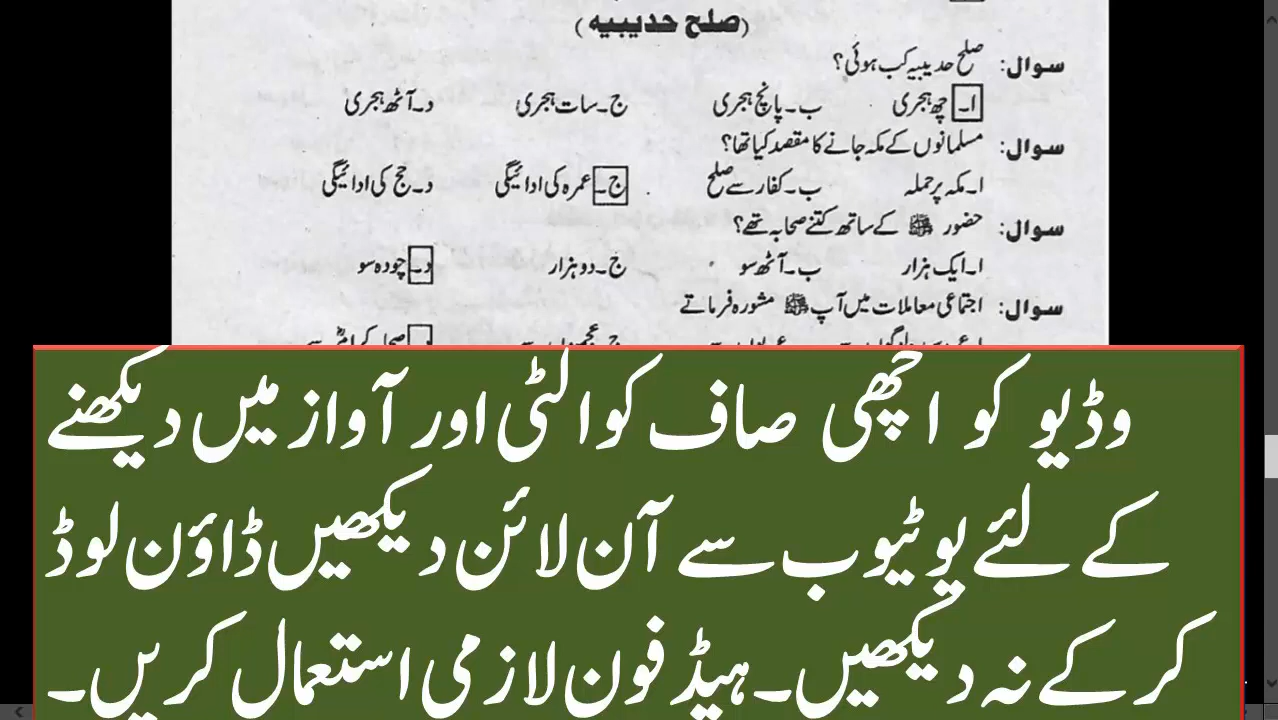 (صلح حدیبیہ)
سوال: صلح حدیبیہ کب ہوئی؟
ا۔ چھ ہجری ب۔ پانچ ہجری ج۔ سات ہجری د۔ آٹھ ہجری
سوال: مسلمانوں کے مکہ جانے کا مقصد کیا تھا؟
ا۔ مکہ پر حملہ ب۔ کفار سے صلح ج۔ عمرہ کی ادائیگی د۔ حج کی ادائیگی
سوال: حضور ﷺ کے ساتھ کتنے صحابہ تھے؟
ا۔ ایک ہزار ب۔ آٹھ سو ج۔ دو ہزار د۔ چودہ سو
سوال: اجتماعی معاملات میں آپ ﷺ مشورہ فرماتے
وڈیو کو اچھی صاف کوالٹی اور آواز میں دیکھنے
کے لئے یوٹیوب سے آن لائن دیکھیں ڈاؤن لوڈ
کر کے نہ دیکھیں۔ ہیڈ فون لازمی استعمال کریں۔